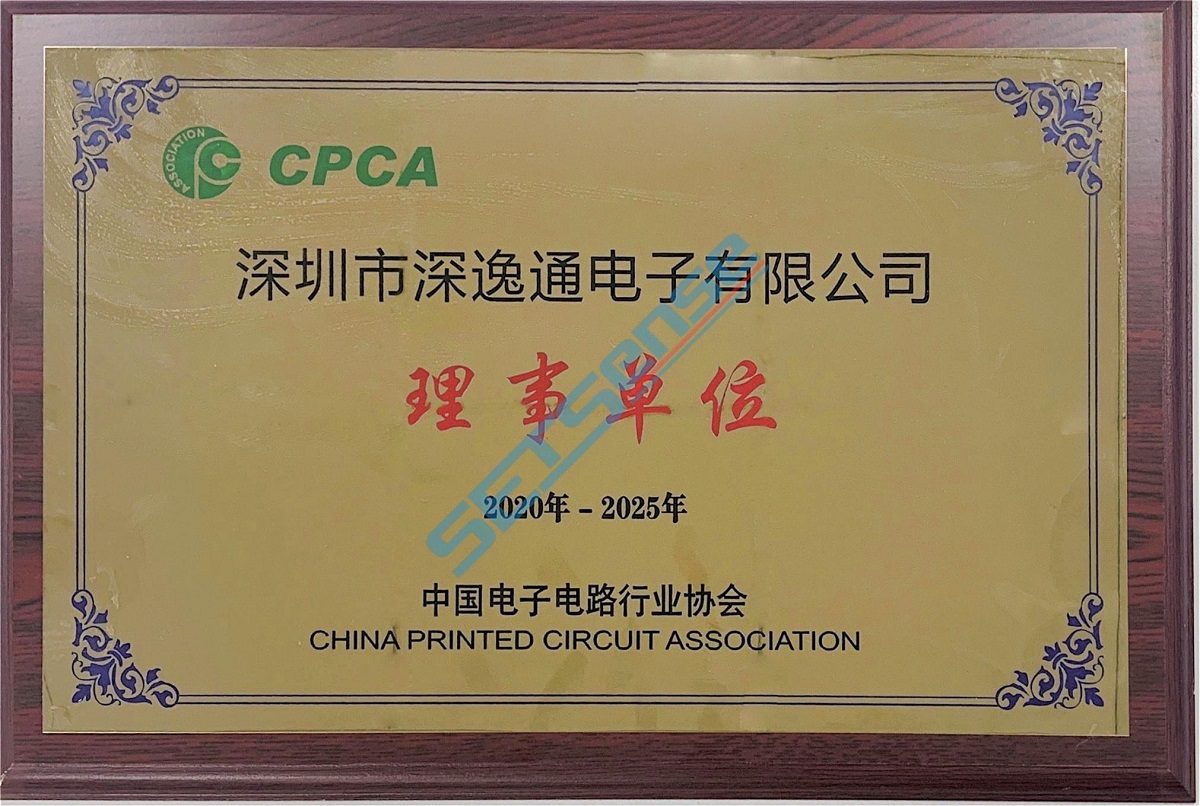 ASSOCIATION
CPCA
深圳市深逸通电子有限公司
理事单位
SETSense
2020年－2025年
中国电子电路行业协会
CHINA PRINTED CIRCUIT ASSOCIATION